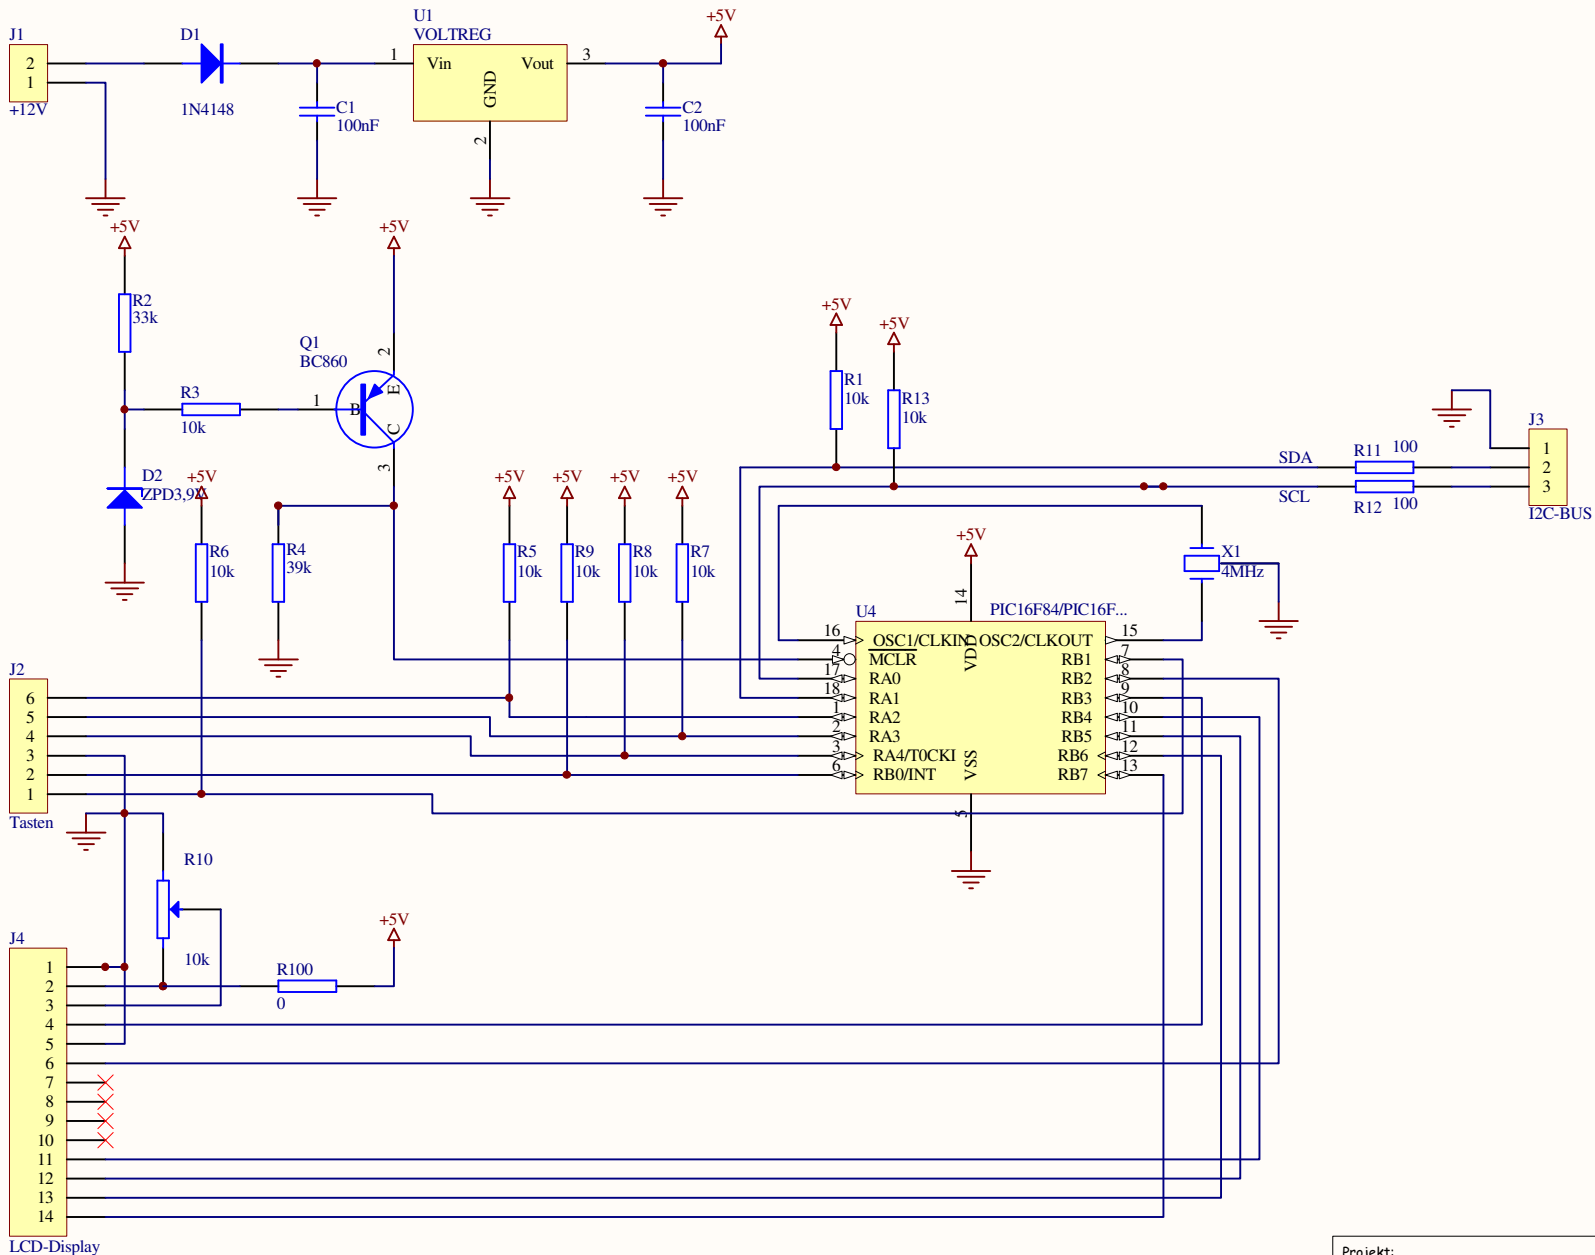 J1
2
1
+12V
D1
1N4148
C1
100nF
U1
VOLTREG
1
Vin
Vout
3
GND
2
+5V
C2
100nF
+5V
R2
33k
R3
10k
D2
ZPD3,9V
+5V
Q1
BC860
1
B
2
E
C
3
+5V
R6
10k
R4
39k
+5V
R5
10k
+5V
R9
10k
+5V
R8
10k
+5V
R7
10k
+5V
R1
10k
+5V
R13
10k
SDA
SCL
R11 100
R12 100
J3
1
2
3
I2C-BUS
X1
4MHz
+5V
14
U4
PIC16F84/PIC16F...
16 OSC1/CLKIN OSC2/CLKOUT 15
4 MCLR RB1 7
17 RA0 RB2 8
18 RA1 RB3 9
1 RA2 RB4 10
2 RA3 RB5 11
3 RA4/T0CKI RB6 12
6 RB0/INT RB7 13
VDD
VSS
5
J2
6
5
4
3
2
1
Tasten
R10
10k
R100
0
+5V
J4
1
2
3
4
5
6
7
8
9
10
11
12
13
14
LCD-Display
Projekt: